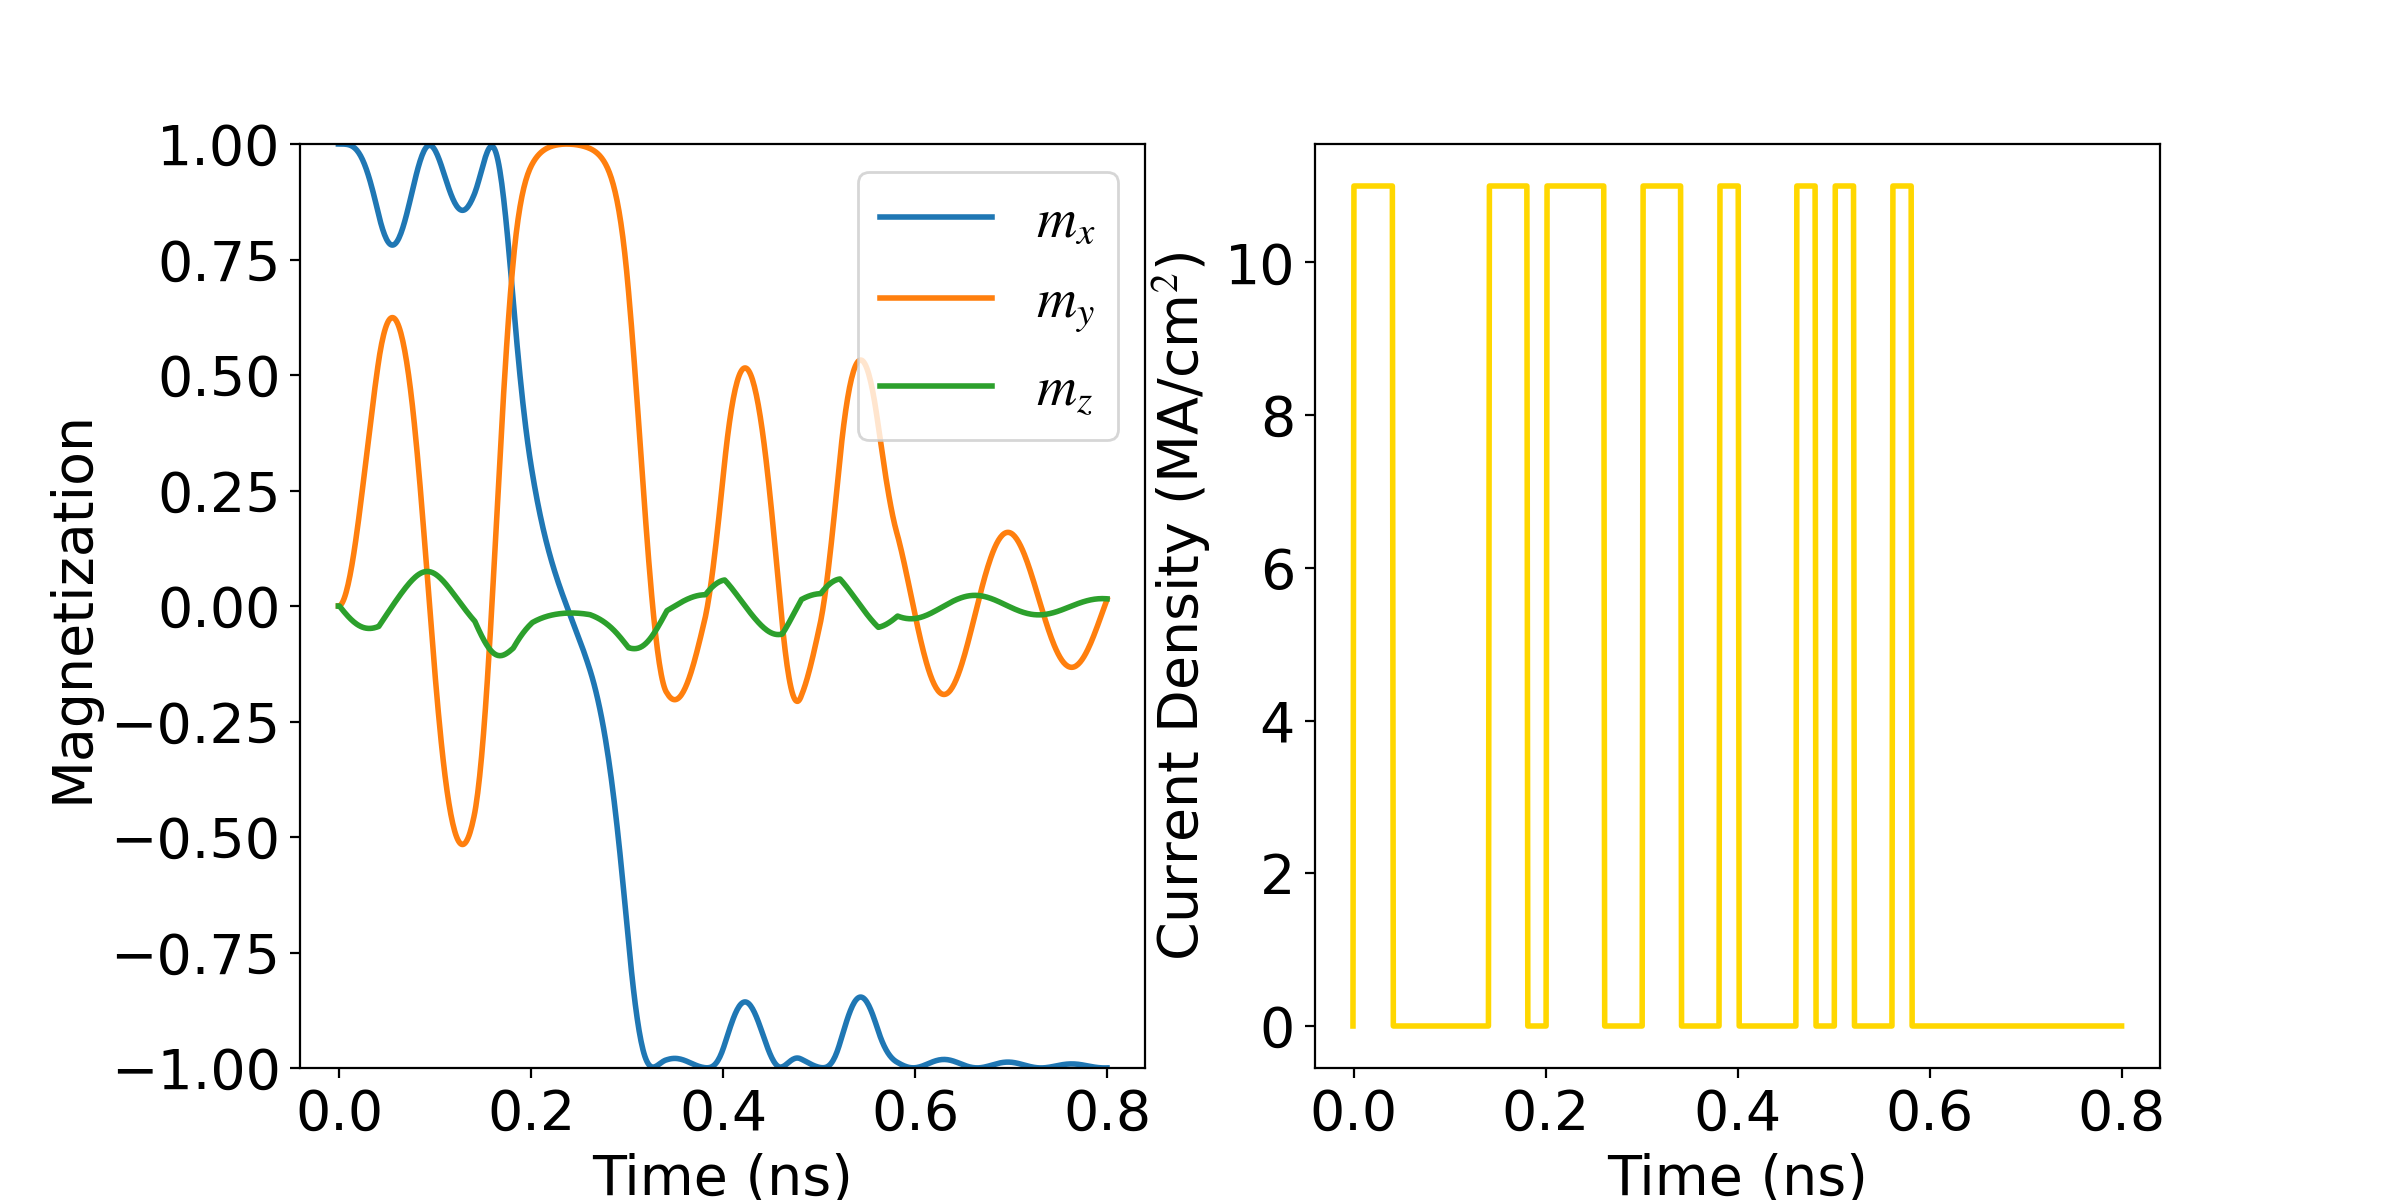 Magnetization
1.00
0.75
0.50
0.25
0.00
−0.25
−0.50
−0.75
−1.00
0.0 0.2 0.4 0.6 0.8
Time (ns)
m_x
m_y
m_z
Current Density (MA/cm²)
10
8
6
4
2
0
0.0 0.2 0.4 0.6 0.8
Time (ns)